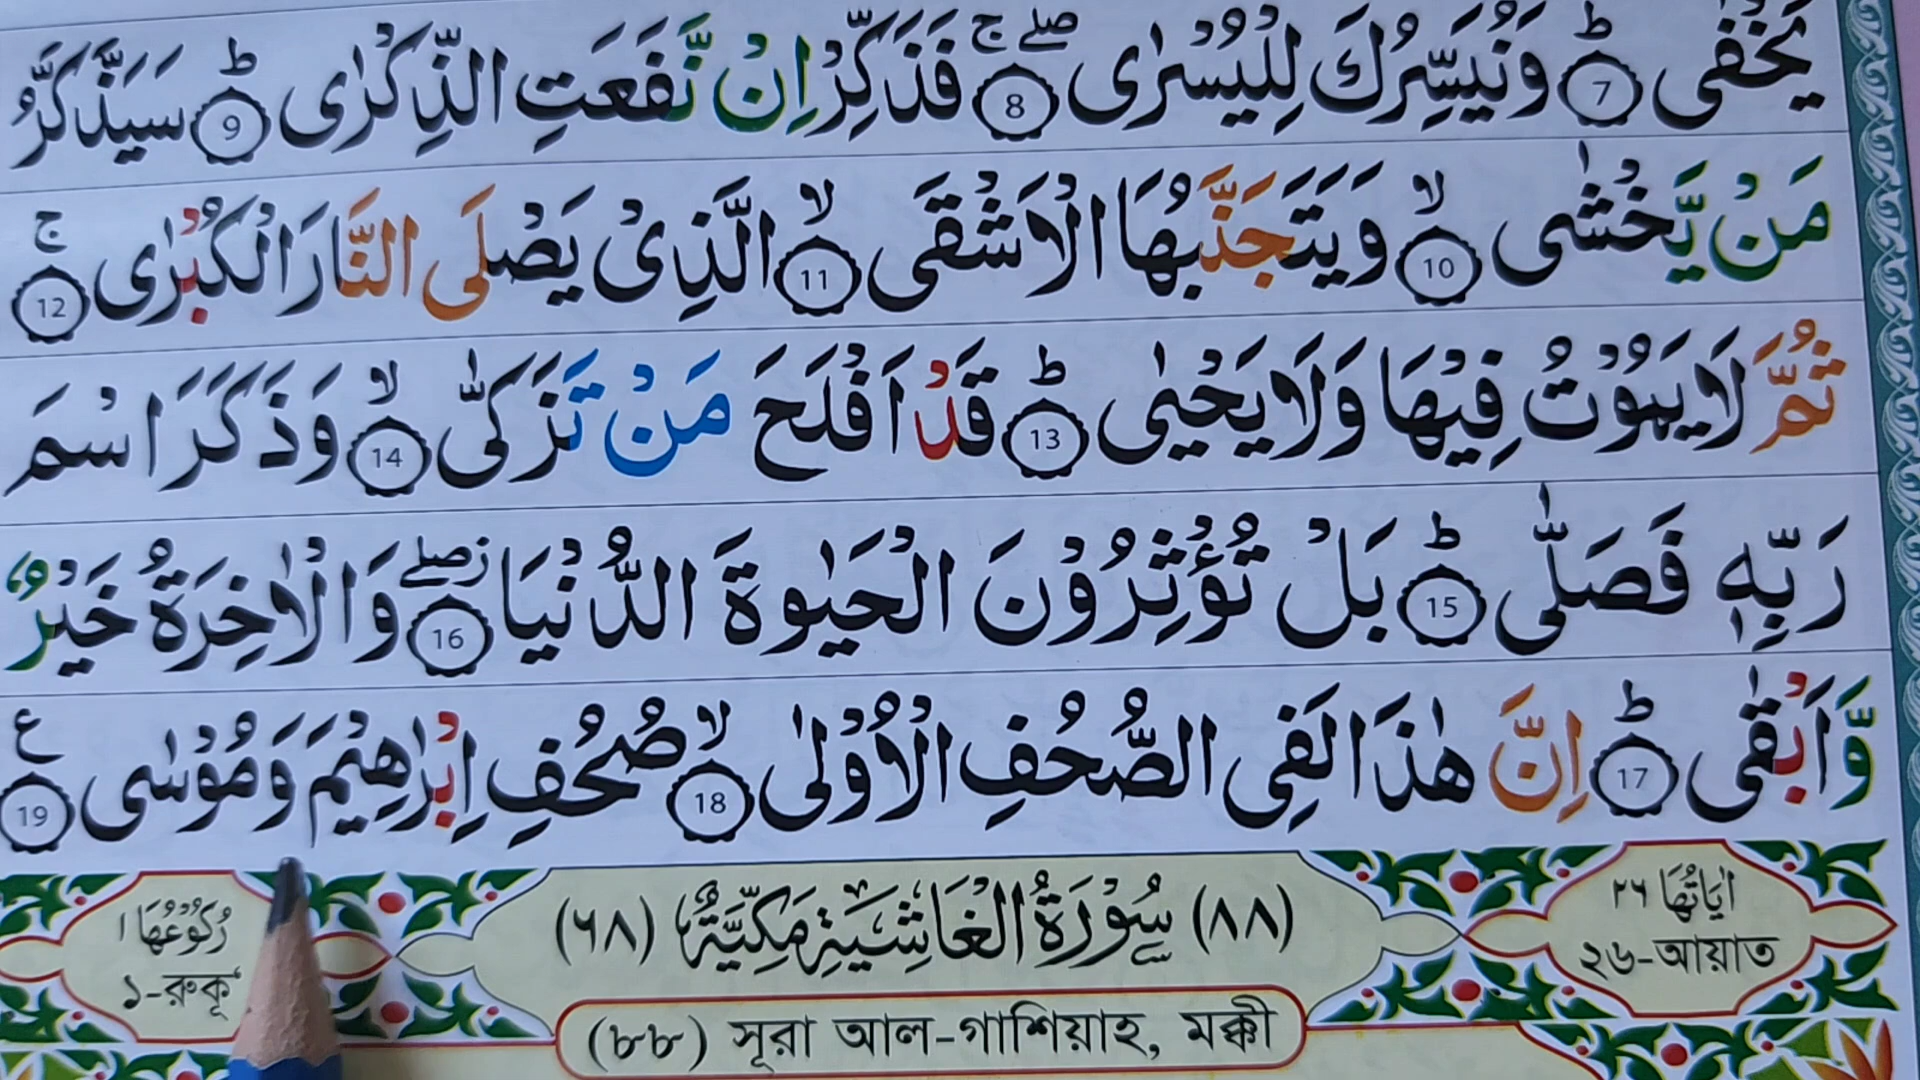 يَخْفٰى ؕ ﴿7﴾ وَنُيَسِّرُكَ لِلْيُسْرٰى ۖۚ ﴿8﴾ فَذَكِّرْ اِنْ نَّفَعَتِ الذِّكْرٰى ؕ ﴿9﴾ سَيَذَّكَّرُ
مَنْ يَّخْشٰى ۙ ﴿10﴾ وَيَتَجَنَّبُهَا الْاَشْقَى ۙ ﴿11﴾ الَّذِىْ يَصْلَى النَّارَ الْكُبْرٰى ۚ ﴿12﴾
ثُمَّ لَا يَمُوْتُ فِيْهَا وَلَا يَحْيٰى ؕ ﴿13﴾ قَدْ اَفْلَحَ مَنْ تَزَكّٰى ۙ ﴿14﴾ وَذَكَرَ اسْمَ
رَبِّهٖ فَصَلّٰى ؕ ﴿15﴾ بَلْ تُؤْثِرُوْنَ الْحَيٰوةَ الدُّنْيَا ز ۖ ﴿16﴾ وَالْاٰخِرَةُ خَيْرٌ
وَّاَبْقٰى ؕ ﴿17﴾ اِنَّ هٰذَا لَفِى الصُّحُفِ الْاُوْلٰى ۙ ﴿18﴾ صُحُفِ اِبْرٰهِيْمَ وَمُوْسٰى ع ﴿19﴾
اٰيَاتُهَا ٢٦ (٨٨) سُوْرَةُ الْغَاشِيَةِ مَكِّيَّةٌ (٦٨) رُكُوْعُهَا ١
২৬-আয়াত (৮৮) সূরা আল-গাশিয়াহ, মক্কী ১-রুকূ‘